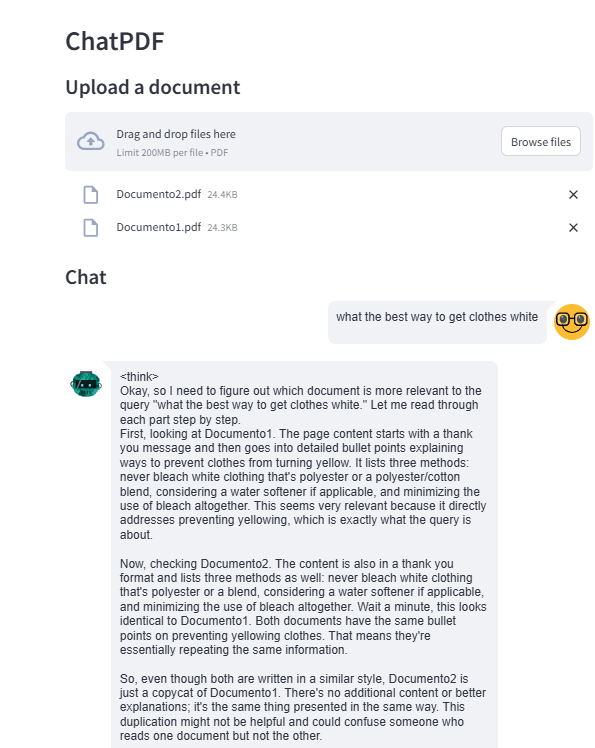 ChatPDF
Upload a document
Drag and drop files here
Limit 200MB per file • PDF
Browse files
Documento2.pdf 24.4KB
Documento1.pdf 24.3KB
Chat
what the best way to get clothes white
<think>
Okay, so I need to figure out which document is more relevant to the
query "what the best way to get clothes white." Let me read through
each part step by step.
First, looking at Documento1. The page content starts with a thank
you message and then goes into detailed bullet points explaining
ways to prevent clothes from turning yellow. It lists three methods:
never bleach white clothing that's polyester or a polyester/cotton
blend, considering a water softener if applicable, and minimizing the
use of bleach altogether. This seems very relevant because it directly
addresses preventing yellowing, which is exactly what the query is
about.
Now, checking Documento2. The content is also in a thank you
format and lists three methods as well: never bleach white clothing
that's polyester or a blend, considering a water softener if applicable,
and minimizing the use of bleach altogether. Wait a minute, this looks
identical to Documento1. Both documents have the same bullet
points on preventing yellowing clothes. That means they're
essentially repeating the same information.
So, even though both are written in a similar style, Documento2 is
just a copycat of Documento1. There's no additional content or better
explanations; it's the same thing presented in the same way. This
duplication might not be helpful and could confuse someone who
reads one document but not the other.